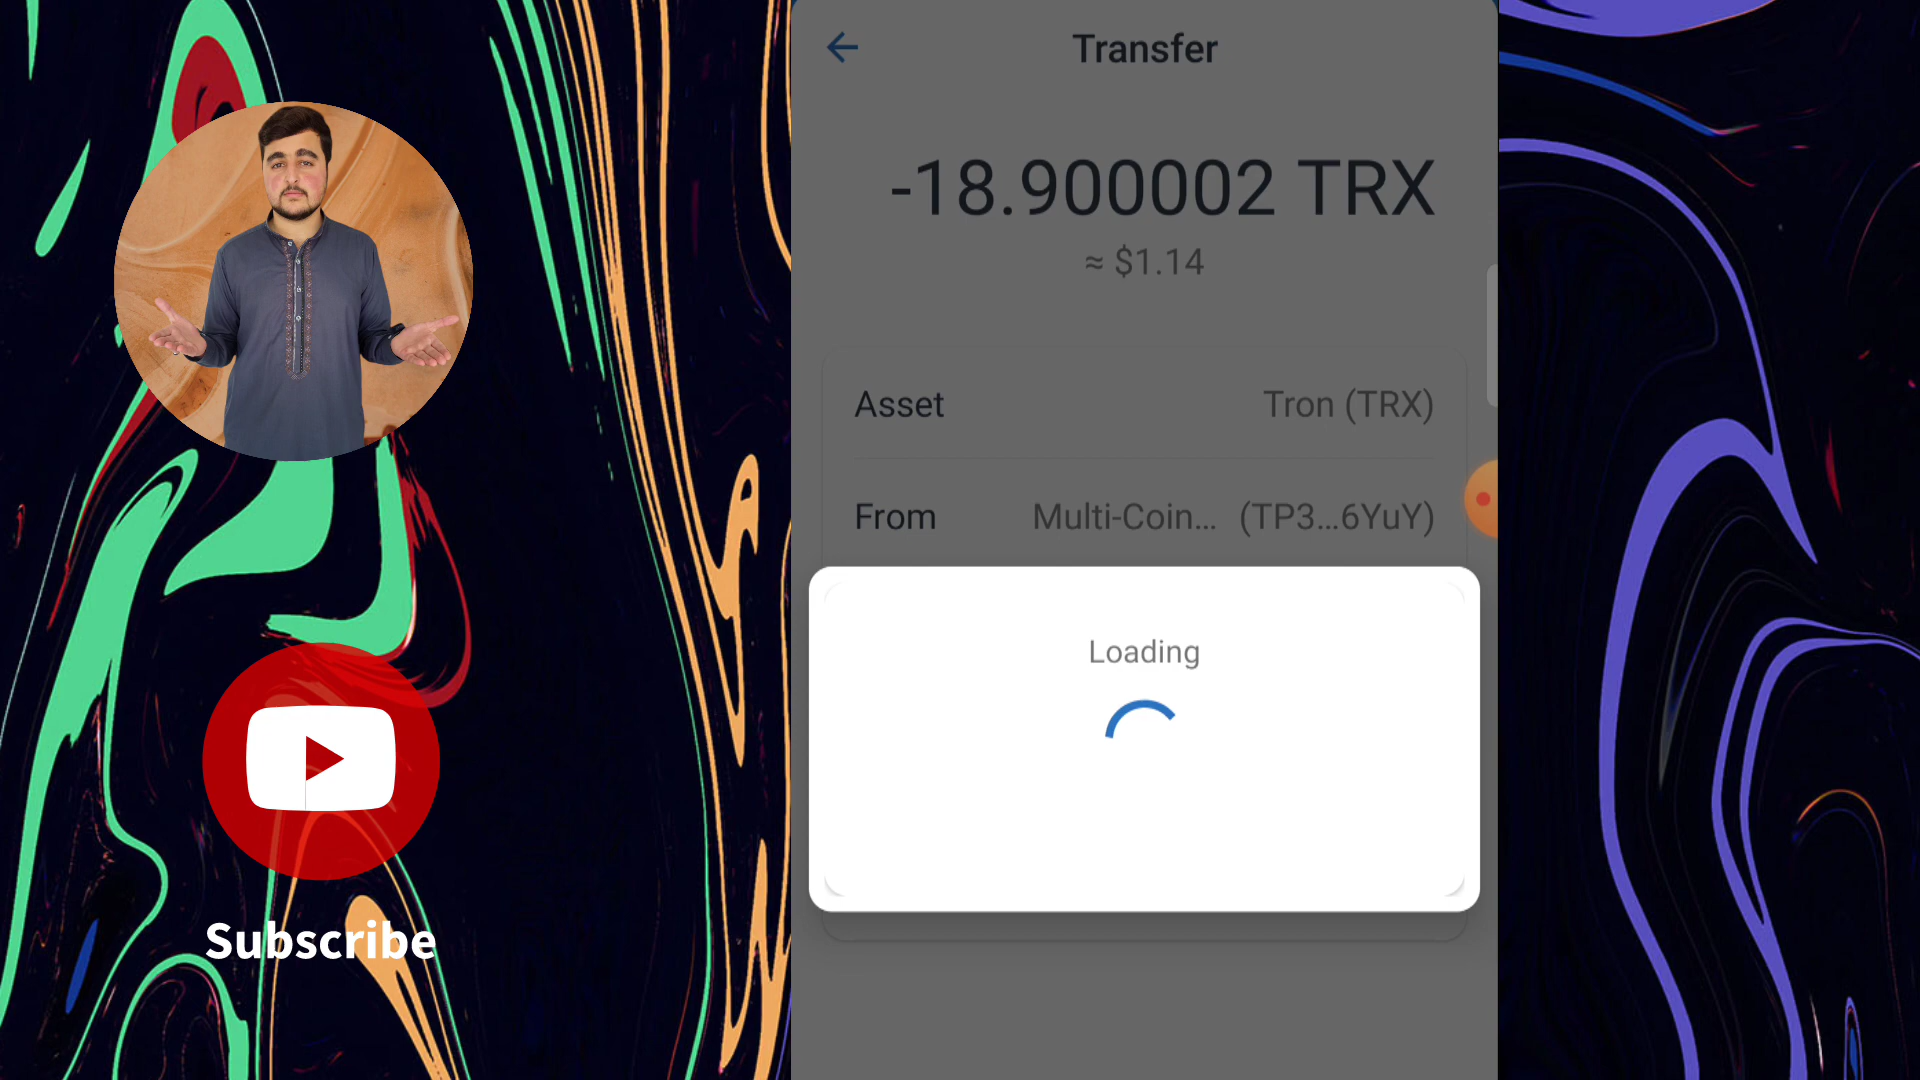 Transfer
-18.900002 TRX
≈ $1.14
Asset Tron (TRX)
From Multi-Coin... (TP3...6YuY)
Loading
Subscribe